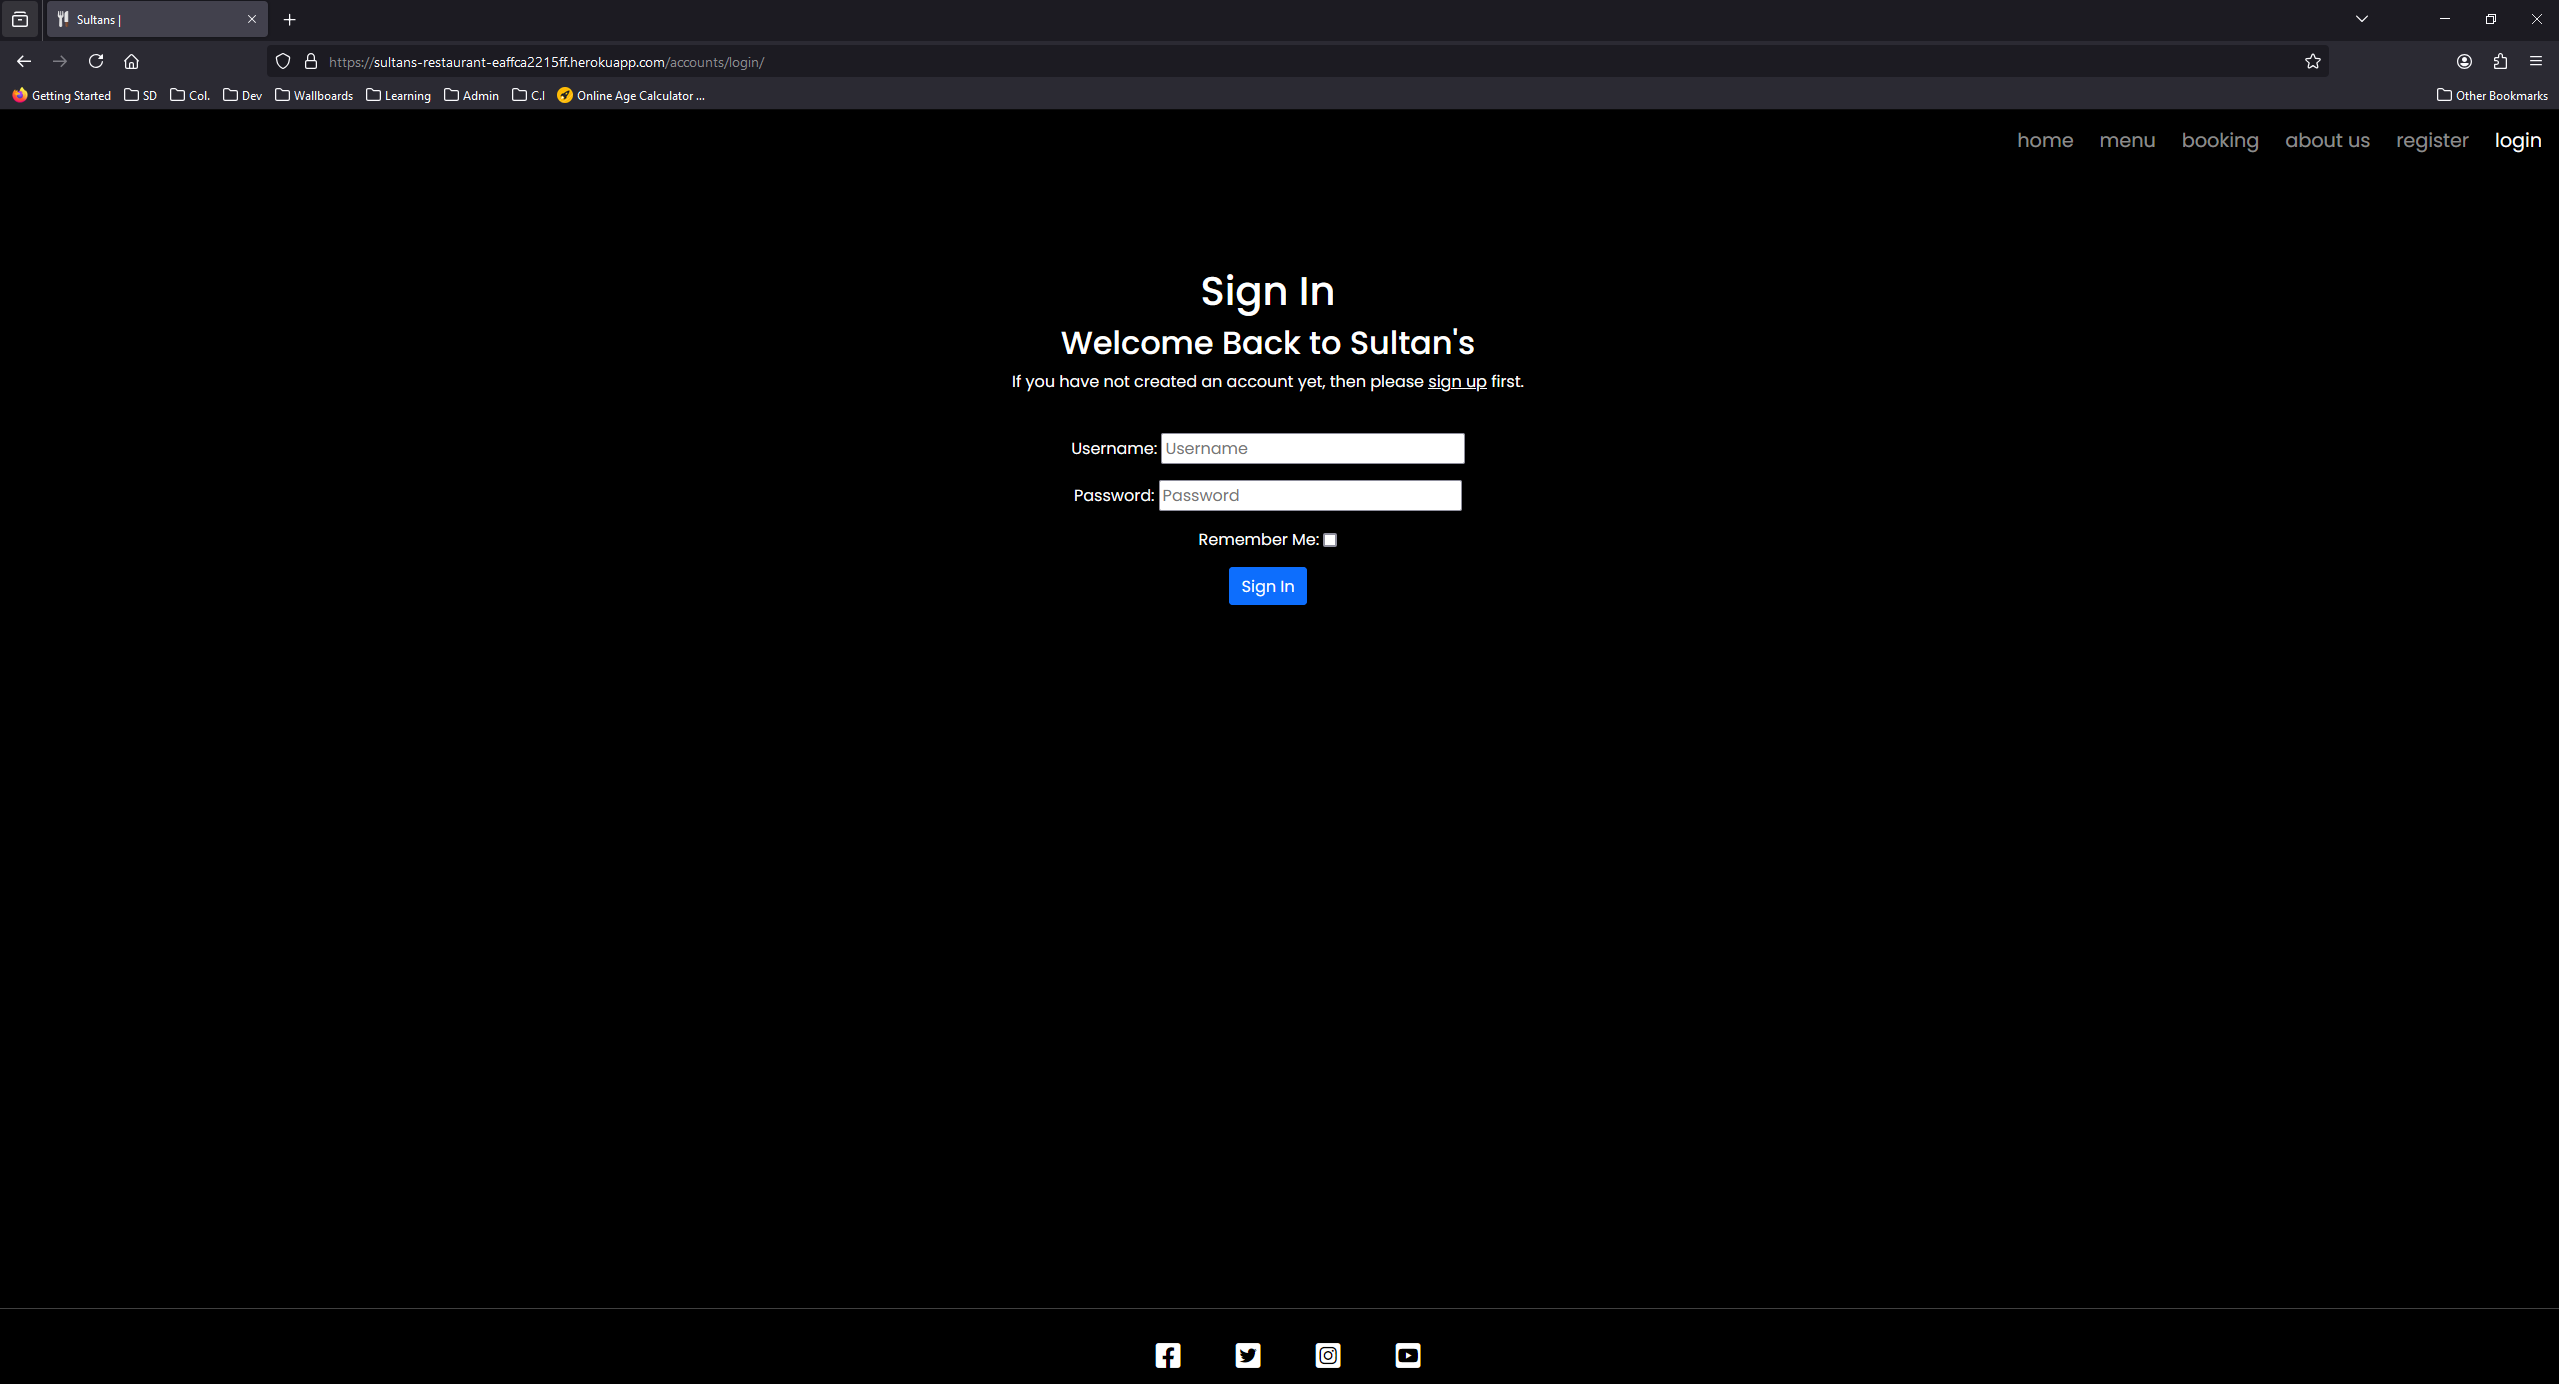 Sultans |
https://sultans-restaurant-eaffca2215ff.herokuapp.com/accounts/login/
Getting Started SD Col. Dev Wallboards Learning Admin C.I Online Age Calculator ... Other Bookmarks
home menu booking about us register login
Sign In
Welcome Back to Sultan's
If you have not created an account yet, then please sign up first.
Username: Username
Password: Password
Remember Me:
Sign In